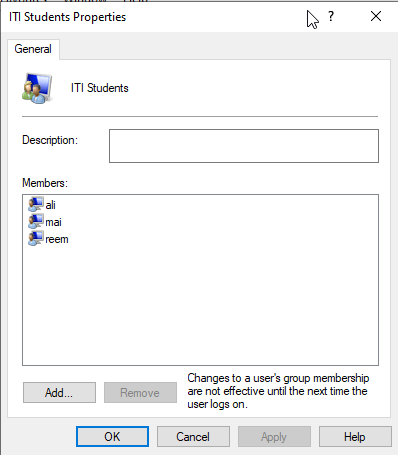 ITI Students Properties
?
General
ITI Students
Description:
Members:
ali
mai
reem
Add...
Remove
Changes to a user's group membership
are not effective until the next time the
user logs on.
OK
Cancel
Apply
Help